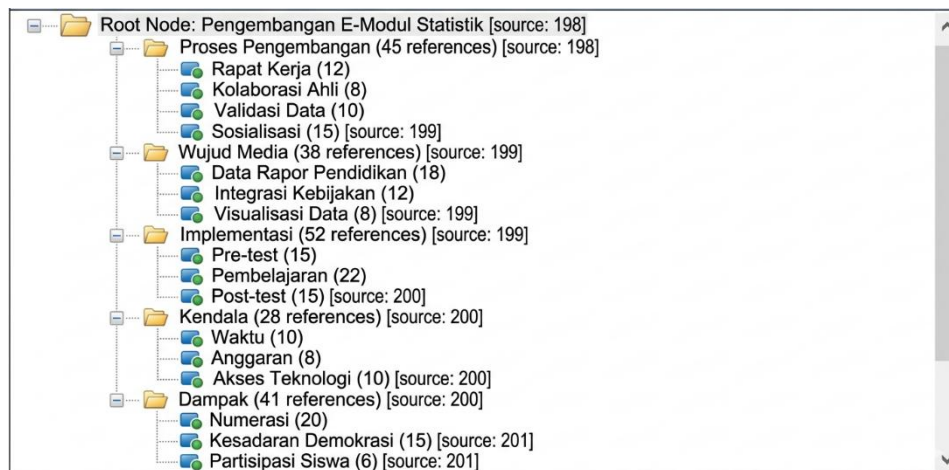 Root Node: Pengembangan E-Modul Statistik [source: 198]
Proses Pengembangan (45 references) [source: 198]
Rapat Kerja (12)
Kolaborasi Ahli (8)
Validasi Data (10)
Sosialisasi (15) [source: 199]
Wujud Media (38 references) [source: 199]
Data Rapor Pendidikan (18)
Integrasi Kebijakan (12)
Visualisasi Data (8) [source: 199]
Implementasi (52 references) [source: 199]
Pre-test (15)
Pembelajaran (22)
Post-test (15) [source: 200]
Kendala (28 references) [source: 200]
Waktu (10)
Anggaran (8)
Akses Teknologi (10) [source: 200]
Dampak (41 references) [source: 200]
Numerasi (20)
Kesadaran Demokrasi (15) [source: 201]
Partisipasi Siswa (6) [source: 201]